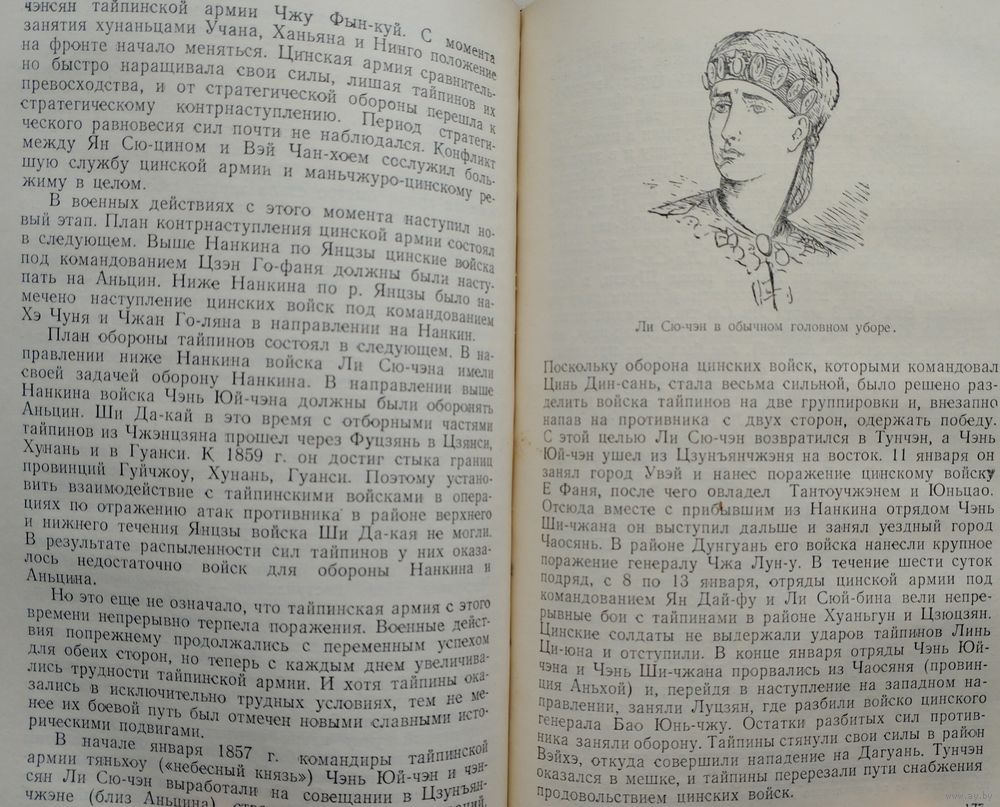 чэнсян тайпинской армии Чжу Фын-куй. С момента
занятия хунаньцами Учана, Ханьяна и Нинго положение
на фронте начало меняться. Цинская армия сравнитель-
но быстро наращивала свои силы, лишая тайпинов их
превосходства, и от стратегической обороны перешла к
стратегическому контрнаступлению. Период стратеги-
ческого равновесия сил почти не наблюдался. Конфликт
между Ян Сю-цином и Вэй Чан-хоем сослужил боль-
шую службу цинской армии и маньчжуро-цинскому ре-
жиму в целом.
В военных действиях с этого момента наступил но-
вый этап. План контрнаступления цинской армии состоял
в следующем. Выше Нанкина по Янцзы цинские войска
под командованием Цзэн Го-фаня должны были насту-
пать на Аньцин. Ниже Нанкина по р. Янцзы было на-
мечено наступление цинских войск под командованием
Хэ Чуня и Чжан Го-ляна в направлении на Нанкин.
План обороны тайпинов состоял в следующем. В на-
правлении ниже Нанкина войска Ли Сю-чэна имели
своей задачей оборону Нанкина. В направлении выше
Нанкина войска Чэнь Юй-чэна должны были оборонять
Аньцин. Ши Да-кай в это время с отборными частями
тайпинов из Чжэнцзяна прошел через Фуцзянь в Цзянси,
Хунань и в Гуанси. К 1859 г. он достиг стыка границ
провинций Гуйчжоу, Хунань, Гуанси. Поэтому устано-
вить взаимодействие с тайпинскими войсками в опера-
циях по отражению атак противника в районе верхнего
и нижнего течения Янцзы войска Ши Да-кая не могли.
В результате распыленности сил тайпинов у них оказа-
лось недостаточно войск для обороны Нанкина и
Аньцина.
Но это еще не означало, что тайпинская армия с этого
времени непрерывно терпела поражения. Военные дейст-
вия попрежнему продолжались с переменным успехом
для обеих сторон, но теперь с каждым днем увеличива-
лись трудности тайпинской армии. И хотя тайпины ока-
зались в исключительно трудных условиях, тем не ме-
нее их боевой путь был отмечен новыми славными исто-
рическими подвигами.
В начале января 1857 г. командиры тайпинской
армии тяньхоу («небесный князь») Чэнь Юй-чэн и чэн-
сян Ли Сю-чэн выработали на совещании в Цзунъян-
чжэне (близ Аньцина)
Ли Сю-чэн в обычном головном уборе.
Поскольку оборона цинских войск, которыми командовал
Цинь Дин-сань, стала весьма сильной, было решено раз-
делить войска тайпинов на две группировки и, внезапно
напав на противника с двух сторон, одержать победу.
С этой целью Ли Сю-чэн возвратился в Тунчэн, а Чэнь
Юй-чэн ушел из Цзунъянчжэня на восток. 11 января он
занял город Увэй и нанес поражение цинскому войску
Е Фаня, после чего овладел Тантоучжэнем и Юньцао.
Отсюда вместе с прибывшим из Нанкина отрядом Чэнь
Ши-чжана он выступил дальше и занял уездный город
Чаосянь. В районе Дунгуань его войска нанесли крупное
поражение генералу Чжа Лун-у. В течение шести суток
подряд, с 8 по 13 января, отряды цинской армии под
командованием Ян Дай-фу и Ли Сюй-бина вели непре-
рывные бои с тайпинами в районе Хуаньгун и Цзюцзян.
Цинские солдаты не выдержали ударов тайпинов Линь
Ци-юна и отступили. В конце января отряды Чэнь Юй-
чэна и Чэнь Ши-чжана прорвались из Чаосяня (провин-
ция Аньхой) и, перейдя в наступление на западном на-
правлении, заняли Луцзян, где разбили войско цинского
генерала Бао Юнь-чжу. Остатки разбитых сил против-
ника заняли оборону. Тайпины стянули свои силы в район
Вэйхэ, откуда совершили нападение на Дагуань. Тунчэн
оказался в мешке, и тайпины перерезали пути снабжения
продовольствием цинских войск.
www.ay.by